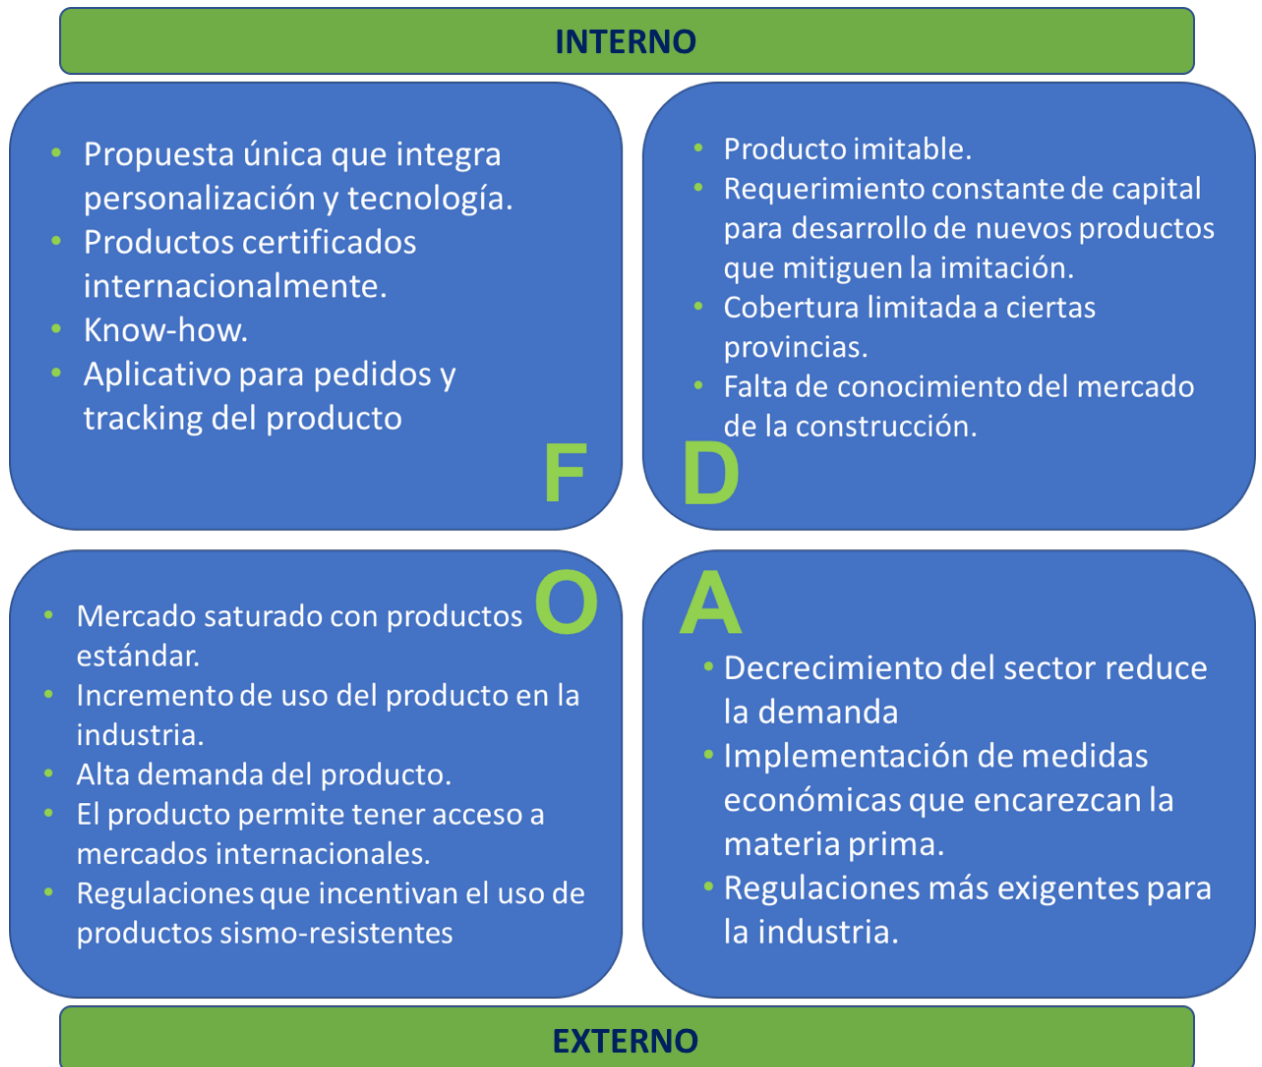 INTERNO
• Propuesta única que integra
personalización y tecnología.
• Productos certificados
internacionalmente.
• Know-how.
• Aplicativo para pedidos y
tracking del producto
F
• Producto imitable.
• Requerimiento constante de capital
para desarrollo de nuevos productos
que mitiguen la imitación.
• Cobertura limitada a ciertas
provincias.
• Falta de conocimiento del mercado
de la construcción.
D
O
• Mercado saturado con productos
estándar.
• Incremento de uso del producto en la
industria.
• Alta demanda del producto.
• El producto permite tener acceso a
mercados internacionales.
• Regulaciones que incentivan el uso de
productos sismo-resistentes
A
• Decrecimiento del sector reduce
la demanda
• Implementación de medidas
económicas que encarezcan la
materia prima.
• Regulaciones más exigentes para
la industria.
EXTERNO